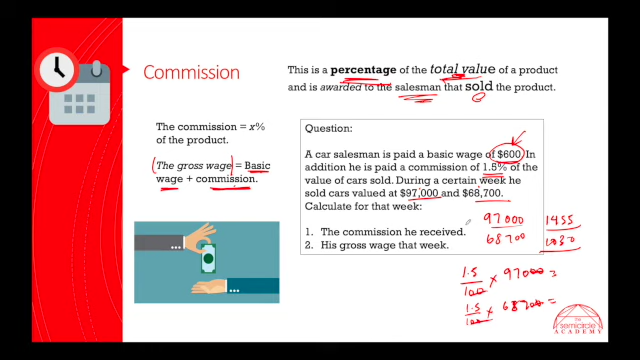 Commission
This is a percentage of the total value of a product
and is awarded to the salesman that sold the product.
The commission = x%
of the product.
The gross wage = Basic
wage + commission.
Question:
A car salesman is paid a basic wage of $600. In
addition he is paid a commission of 1.5% of the
value of cars sold. During a certain week he
sold cars valued at $97,000 and $68,700.
Calculate for that week:
1. The commission he received.
2. His gross wage that week.
97000 1455
68700
1.5/100 × 97000 =
1.5/100 × 68700 =
The
semicircle
ACADEMY